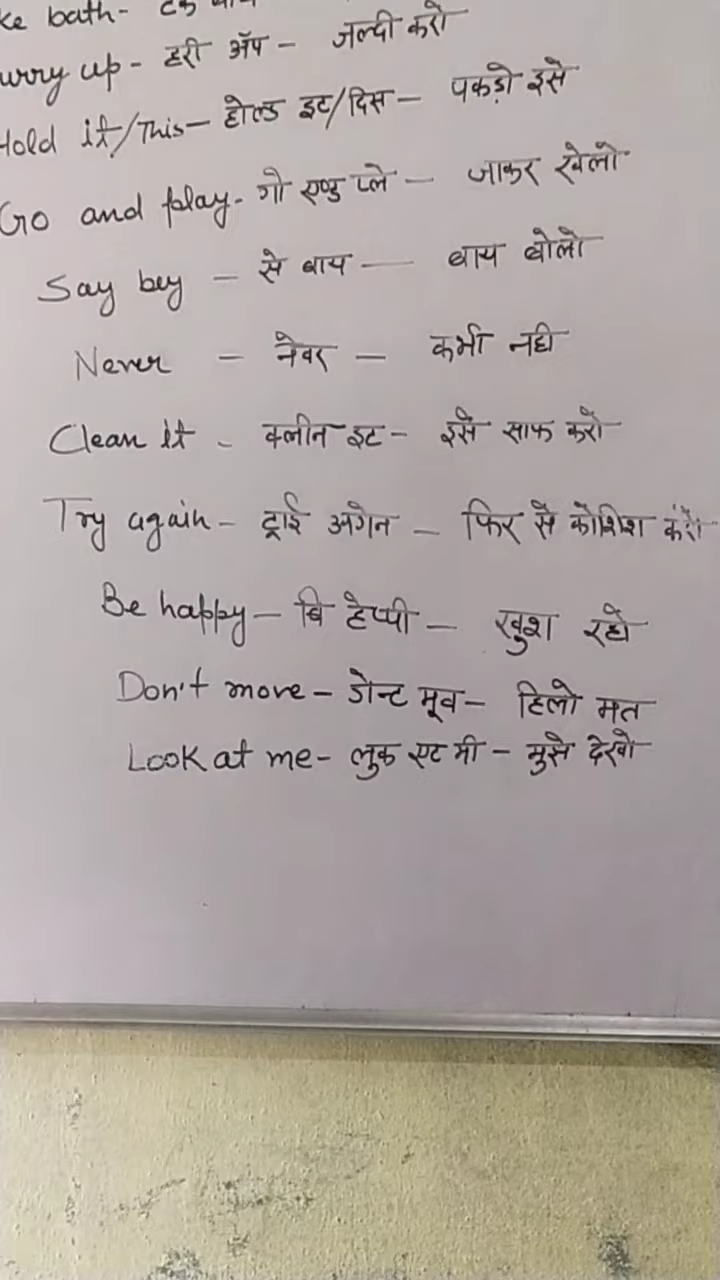 bath-
up - हरी अ‍ॅप - जल्दी करो
it/This- होल्ड इट/दिस- पकड़ो इसे
Go and play- गो एण्ड प्ले - जाकर खेलो
Say bey - से बाय - बाय बोलो
Never - नेवर - कभी नही
Clean it - क्लीन इट- इसे साफ करो
Try again- ट्राई अगेन - फिर से कोशिश करो
Be happy- बि हेप्पी - खुश रहो
Don't move- डोन्ट मूव- हिलो मत
Look at me- लुक एट मी - मुझे देखो